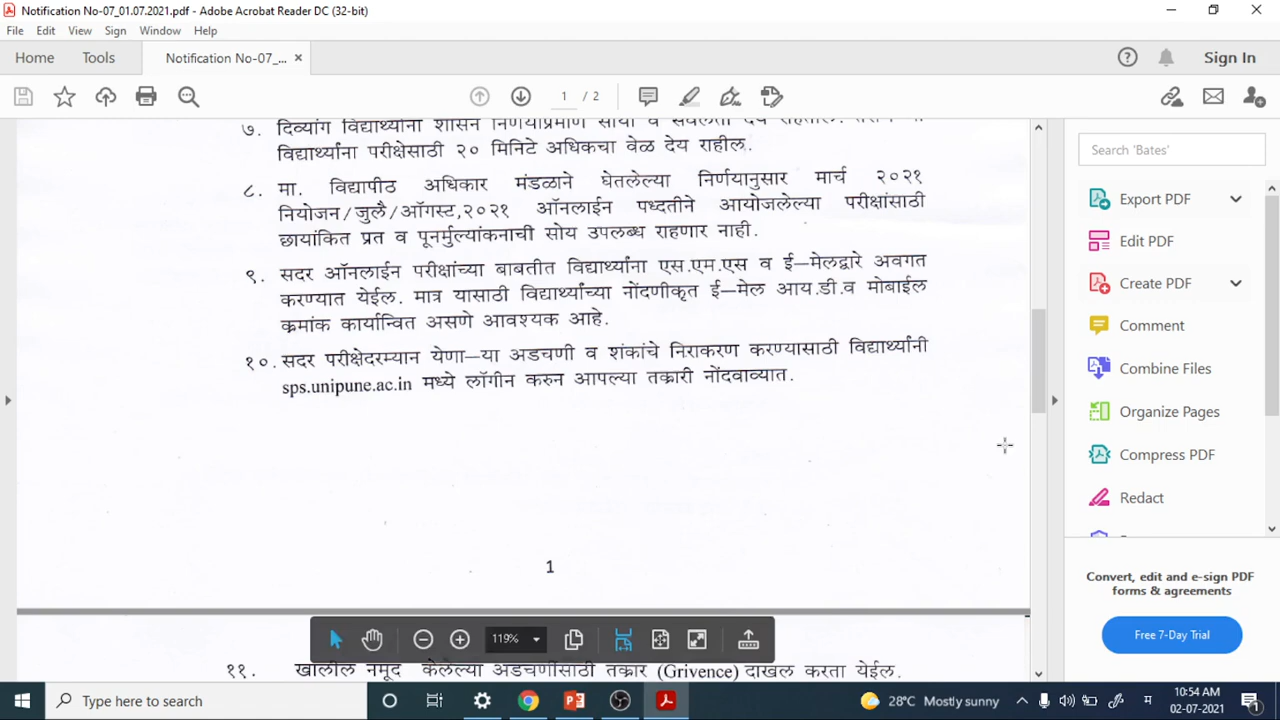 Notification No-07_01.07.2021.pdf - Adobe Acrobat Reader DC (32-bit)
File Edit View Sign Window Help
Home Tools Notification No-07_... × Sign In
1 / 2
७. दिव्यांग विद्यार्थ्यांना शासन निर्णयाप्रमाणे सोयी व सवलती देय राहतील.
विद्यार्थ्यांना परीक्षेसाठी २० मिनिटे अधिकचा वेळ देय राहील.
८. मा. विद्यापीठ अधिकार मंडळाने घेतलेल्या निर्णयानुसार मार्च २०२१
नियोजन/जुलै/ऑगस्ट,२०२१ ऑनलाईन पध्दतीने आयोजलेल्या परीक्षांसाठी
छायांकित प्रत व पूनर्मुल्यांकनाची सोय उपलब्ध राहणार नाही.
९. सदर ऑनलाईन परीक्षांच्या बाबतीत विद्यार्थ्यांना एस.एम.एस व ई–मेलद्वारे अवगत
करण्यात येईल. मात्र यासाठी विद्यार्थ्यांच्या नोंदणीकृत ई–मेल आय.डी.व मोबाईल
क्रमांक कार्यान्वित असणे आवश्यक आहे.
१०. सदर परीक्षेदरम्यान येणा–या अडचणी व शंकांचे निराकरण करण्यासाठी विद्यार्थ्यांनी
sps.unipune.ac.in मध्ये लॉगीन करुन आपल्या तक्रारी नोंदवाव्यात.
1
119%
११. खालील नमूद केलेल्या अडचणींसाठी तक्रार (Grivence) दाखल करता येईल.
Search 'Bates'
Export PDF
Edit PDF
Create PDF
Comment
Combine Files
Organize Pages
Compress PDF
Redact
Convert, edit and e-sign PDF
forms & agreements
Free 7-Day Trial
Type here to search
28°C Mostly sunny
10:54 AM
02-07-2021